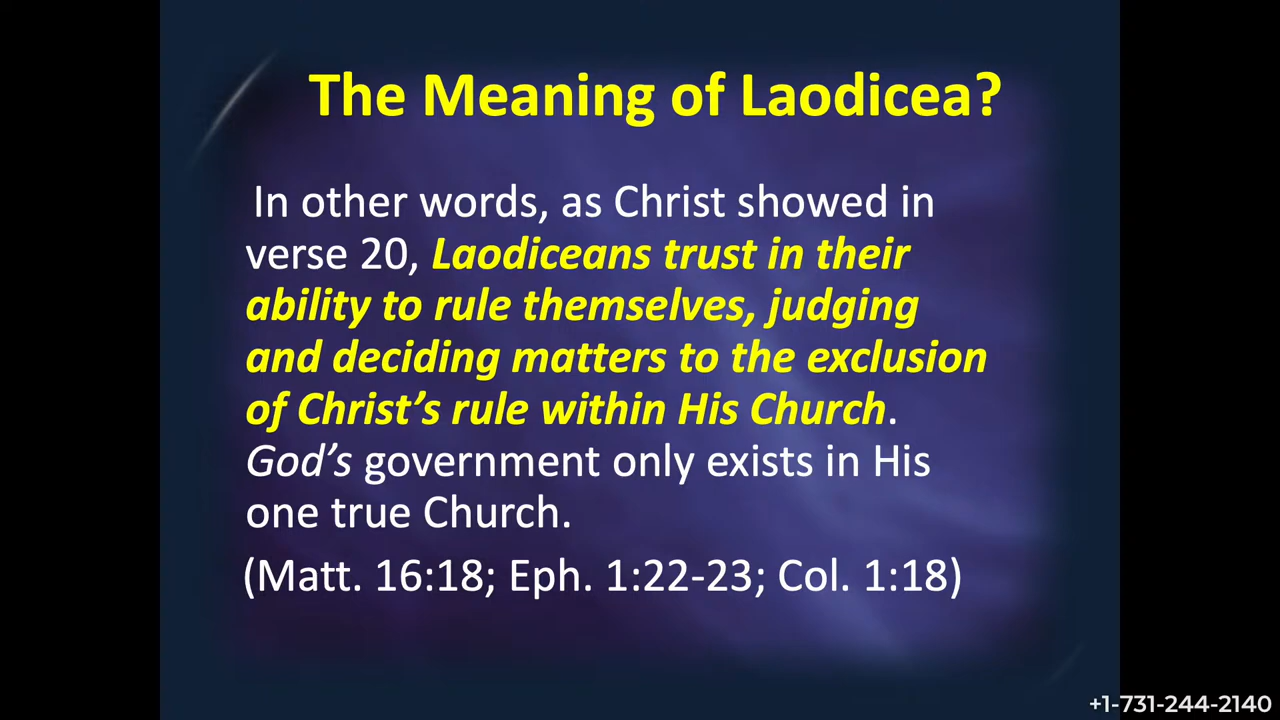 The Meaning of Laodicea?
In other words, as Christ showed in
verse 20, Laodiceans trust in their
ability to rule themselves, judging
and deciding matters to the exclusion
of Christ’s rule within His Church.
God’s government only exists in His
one true Church.
(Matt. 16:18; Eph. 1:22-23; Col. 1:18)
+1-731-244-2140